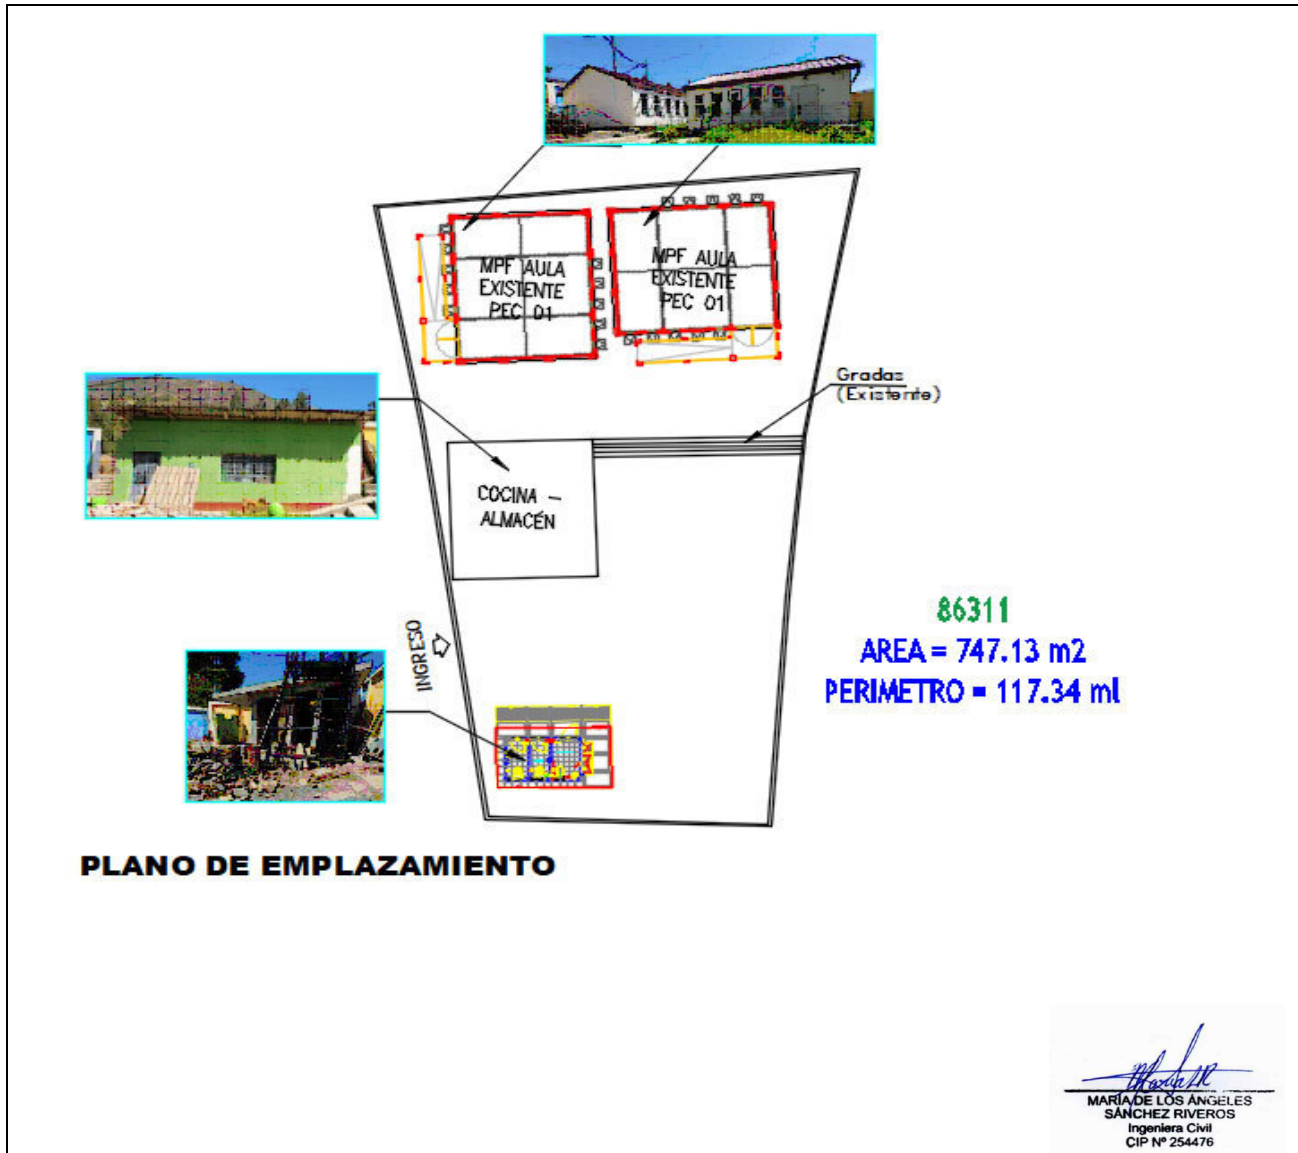 MPF AULA
EXISTENTE
PEC 01
MPF AULA
EXISTENTE
PEC 01
Gradas
(Existente)
COCINA –
ALMACÉN
INGRESO
86311
AREA = 747.13 m2
PERIMETRO = 117.34 ml
PLANO DE EMPLAZAMIENTO
MARÍA DE LOS ÁNGELES
SÁNCHEZ RIVEROS
Ingeniera Civil
CIP Nº 254476